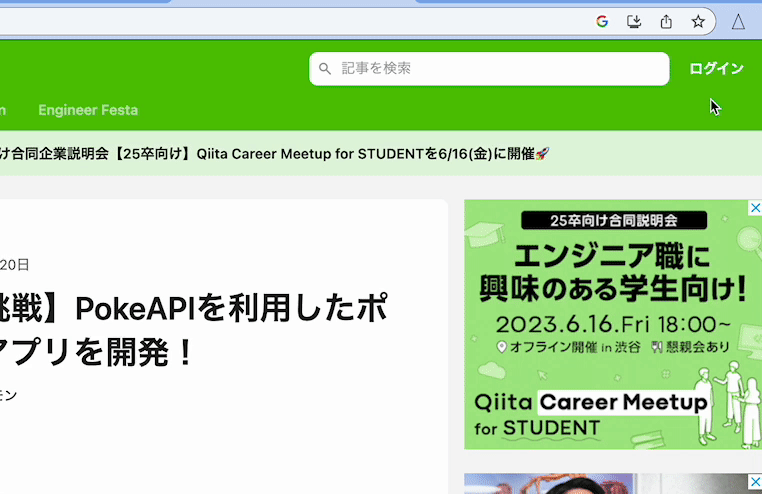 記事を検索
ログイン
Engineer Festa
け合同企業説明会【25卒向け】Qiita Career Meetup for STUDENTを6/16(金)に開催🚀
20日
挑戦】PokeAPIを利用したポ
アプリを開発！
モン
25卒向け合同説明会
エンジニア職に
興味のある学生向け!
2023.6.16.Fri 18:00~
オフライン開催 in 渋谷 懇親会あり
Qiita Career Meetup
for STUDENT